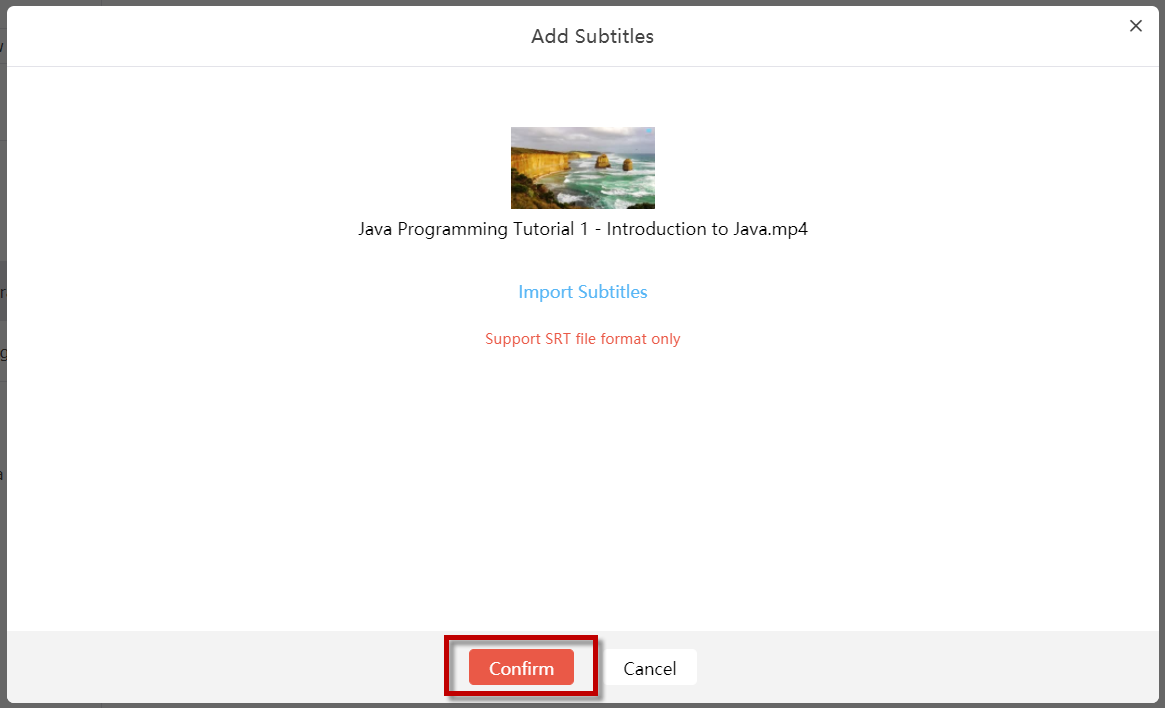 Add Subtitles
Java Programming Tutorial 1 - Introduction to Java.mp4
Import Subtitles
Support SRT file format only
Confirm
Cancel